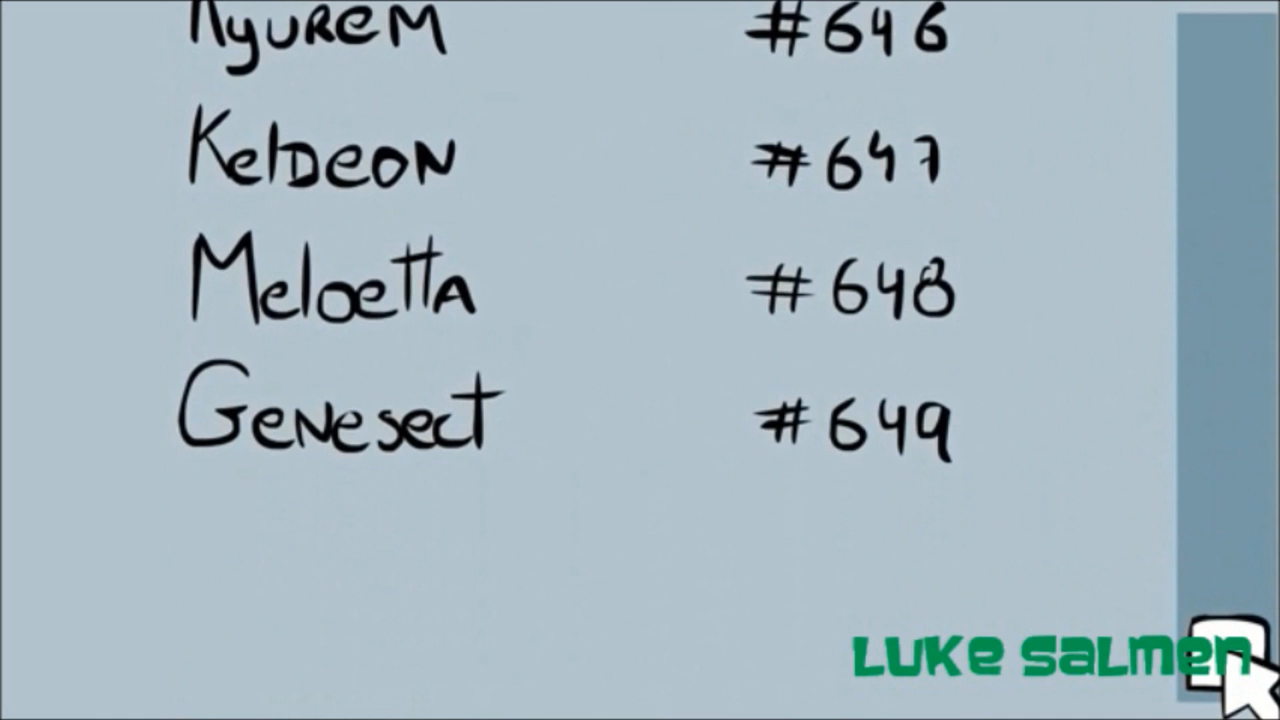 Kyurem #646
Keldeon #647
Meloetta #648
Genesect #649
LUKE SALMEN